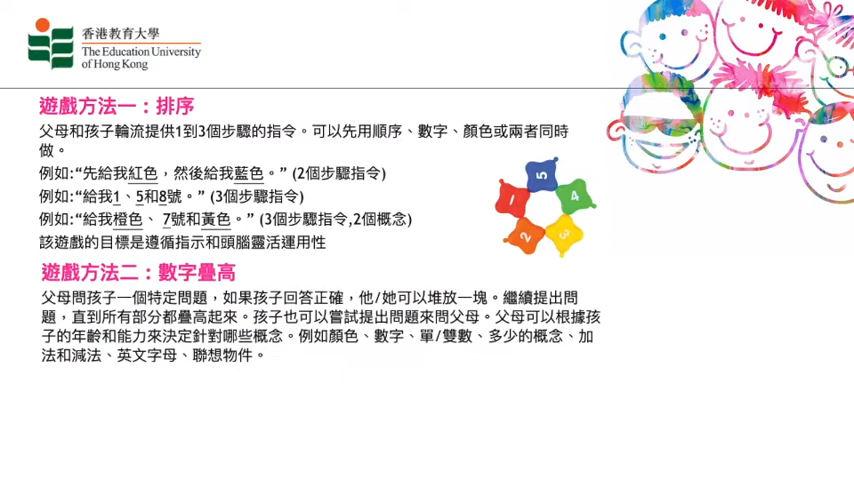 香港教育大學
The Education University
of Hong Kong
遊戲方法一：排序
父母和孩子輪流提供1到3個步驟的指令。可以先用順序、數字、顏色或兩者同時
做。
例如:“先給我紅色，然後給我藍色。” (2個步驟指令)
例如:“給我1、5和8號。” (3個步驟指令)
例如:“給我橙色、 7號和黃色。” (3個步驟指令,2個概念)
該遊戲的目標是遵循指示和頭腦靈活運用性
5
1
4
2
3
遊戲方法二：數字疊高
父母問孩子一個特定問題，如果孩子回答正確，他/她可以堆放一塊。繼續提出問
題，直到所有部分都疊高起來。孩子也可以嘗試提出問題來問父母。父母可以根據孩
子的年齡和能力來決定針對哪些概念。例如顏色、數字、單/雙數、多少的概念、加
法和減法、英文字母、聯想物件。